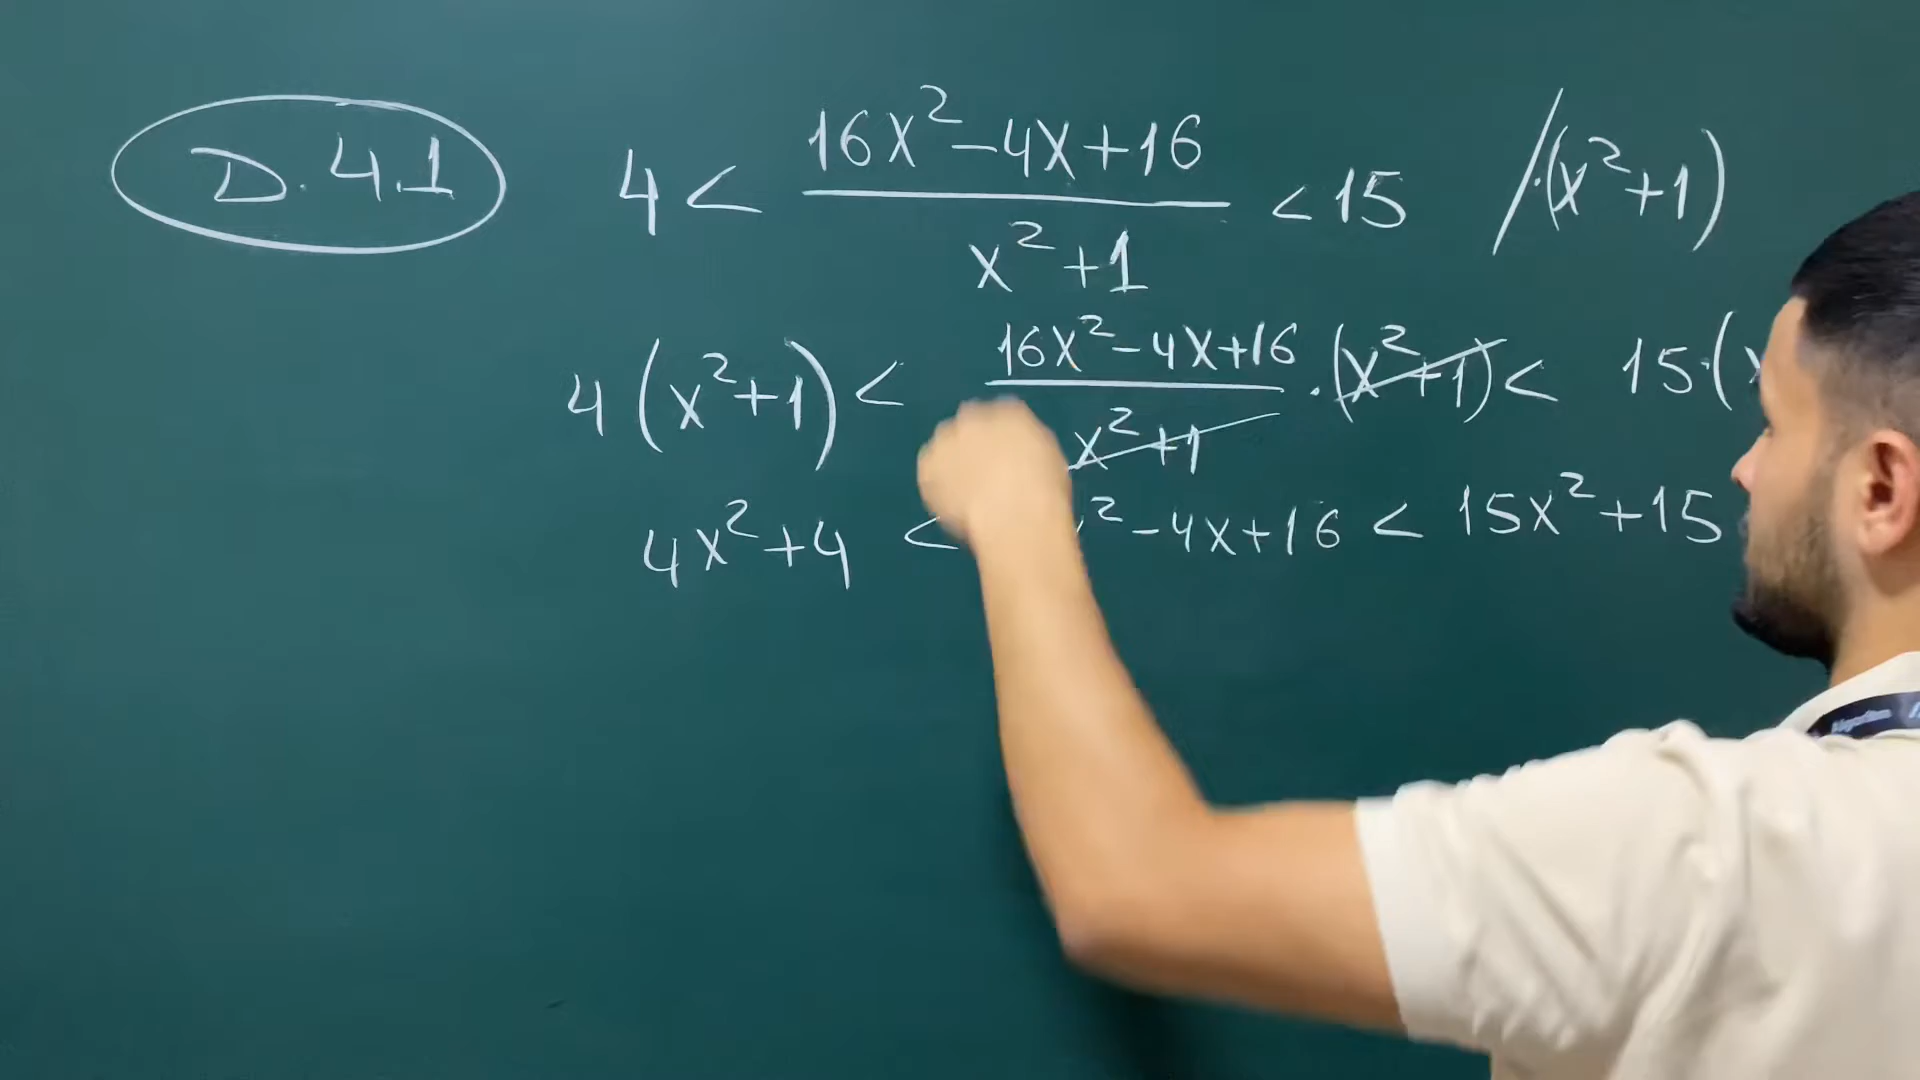 D. 4.1
4 < (16x² - 4x + 16)/(x² + 1) < 15 /·(x² + 1)
4(x² + 1) < (16x² - 4x + 16)/(x² + 1) · (x² + 1) < 15·(
4x² + 4 < ² - 4x + 16 < 15x² + 15